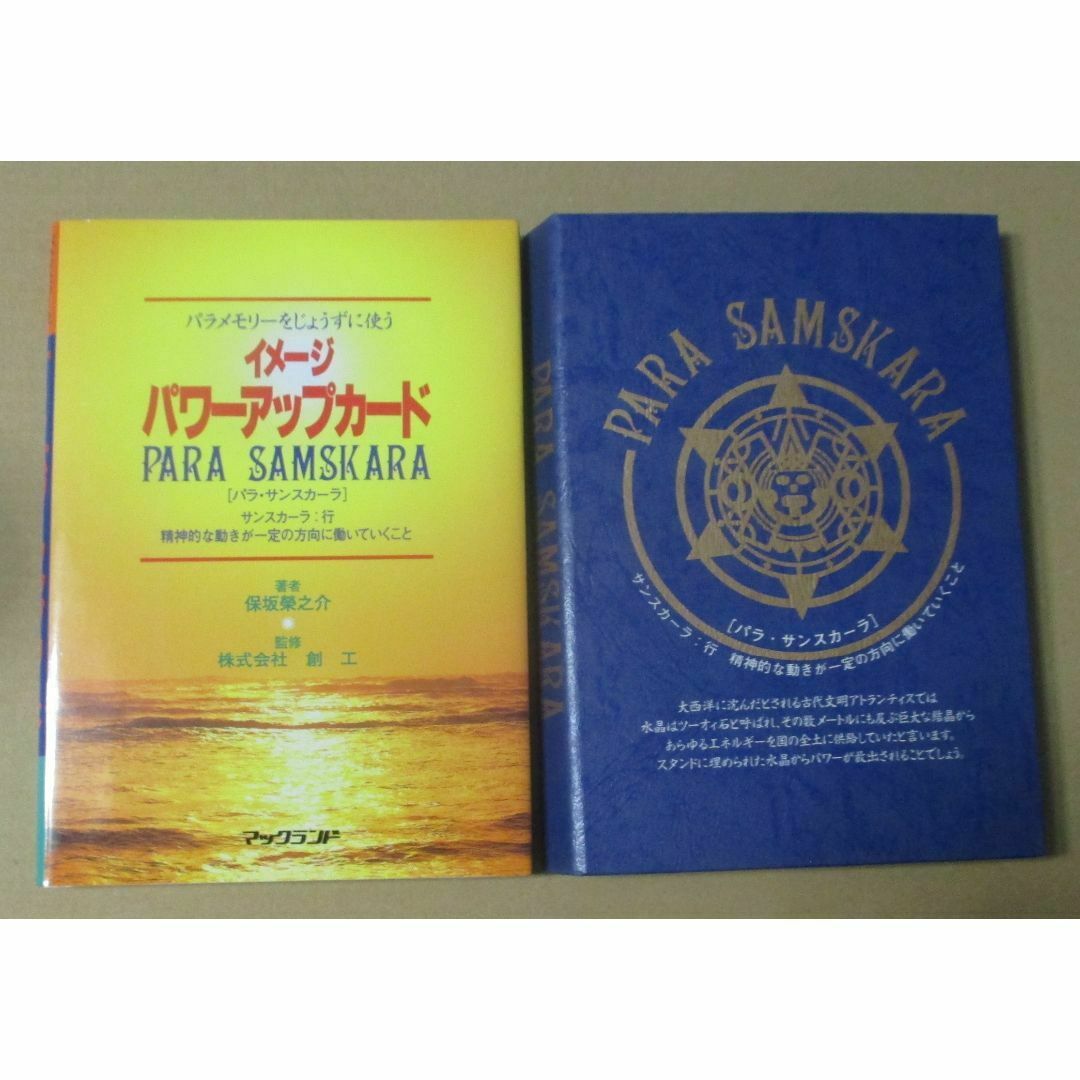 パラメモリーをじょうずに使う
イメージ
パワーアップカード
PARA SAMSKARA
[パラ・サンスカーラ]
サンスカーラ：行
精神的な動きが一定の方向に働いていくこと
著者
保坂榮之介
監修
株式会社 創工
マックランド
PARA SAMSKARA
PARA SAMSKARA
[パラ・サンスカーラ]
サンスカーラ：行 精神的な動きが一定の方向に働いていくこと
大西洋に沈んだとされる古代文明アトランティスでは
水晶はツーオイ石と呼ばれ、その数メートルにも及ぶ巨大な結晶から
あらゆるエネルギーを国の全土に供給していたと言います。
スタンドに埋められた水晶からパワーが放出されることでしょう。